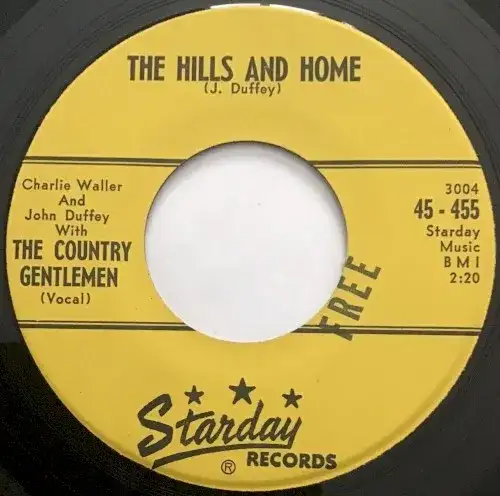 THE HILLS AND HOME
(J. Duffey)
Charlie Waller
And
John Duffey
With
THE COUNTRY
GENTLEMEN
(Vocal)
3004
45 - 455
Starday
Music
B M I
2:20
FREE
Starday
® RECORDS